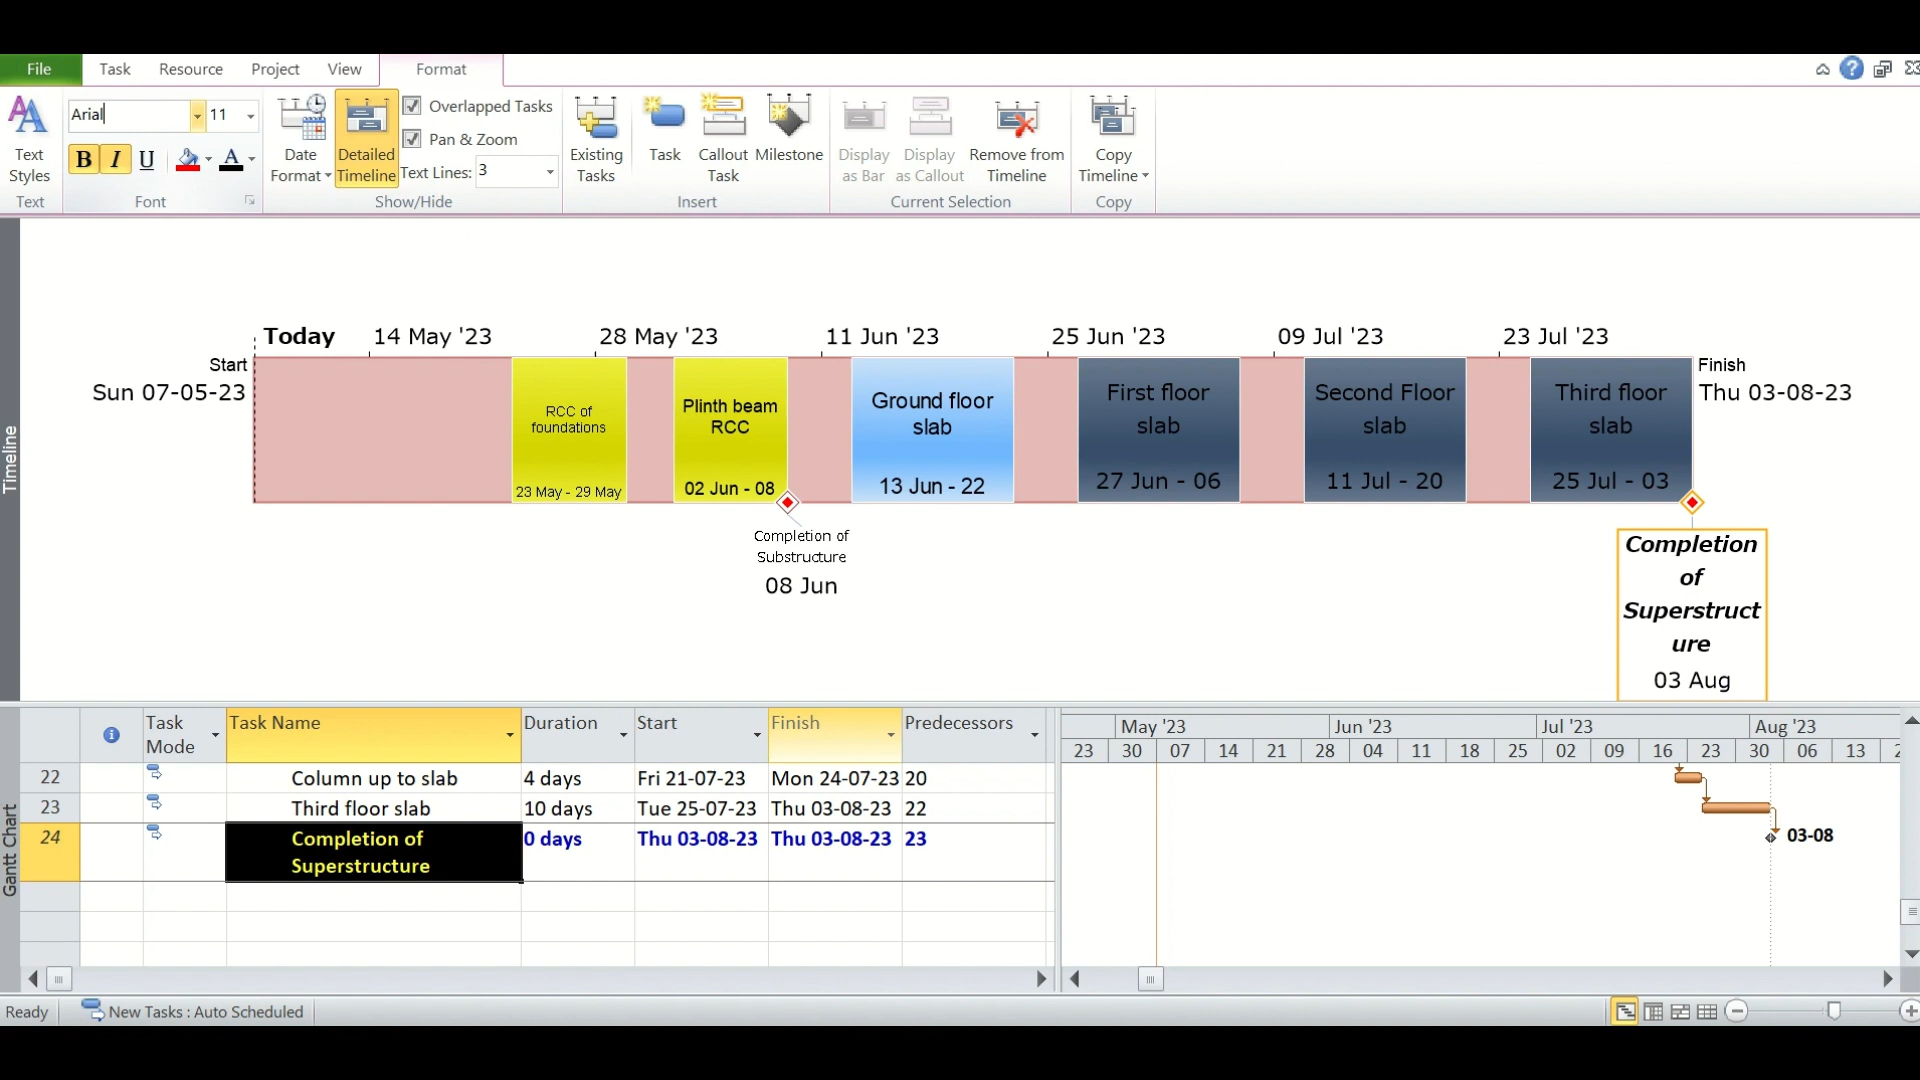 File Task Resource Project View Format
Arial 11
Overlapped Tasks
Pan & Zoom
B I U A
Text Lines: 3
Text Styles
Date Format
Detailed Timeline
Existing Tasks
Task
Callout Task
Milestone
Display as Bar
Display as Callout
Remove from Timeline
Copy Timeline
Text Font Show/Hide Insert Current Selection Copy
Timeline
Today 14 May '23 28 May '23 11 Jun '23 25 Jun '23 09 Jul '23 23 Jul '23
Start
Sun 07-05-23
RCC of
foundations
23 May - 29 May
Plinth beam
RCC
02 Jun - 08
Ground floor
slab
13 Jun - 22
First floor
slab
27 Jun - 06
Second Floor
slab
11 Jul - 20
Third floor
slab
25 Jul - 03
Finish
Thu 03-08-23
Completion of
Substructure
08 Jun
Completion
of
Superstruct
ure
03 Aug
Gantt Chart
Task Mode Task Name Duration Start Finish Predecessors
22 Column up to slab 4 days Fri 21-07-23 Mon 24-07-23 20
23 Third floor slab 10 days Tue 25-07-23 Thu 03-08-23 22
24 Completion of Superstructure 0 days Thu 03-08-23 Thu 03-08-23 23
May '23 Jun '23 Jul '23 Aug '23
23 30 07 14 21 28 04 11 18 25 02 09 16 23 30 06 13
03-08
Ready New Tasks : Auto Scheduled